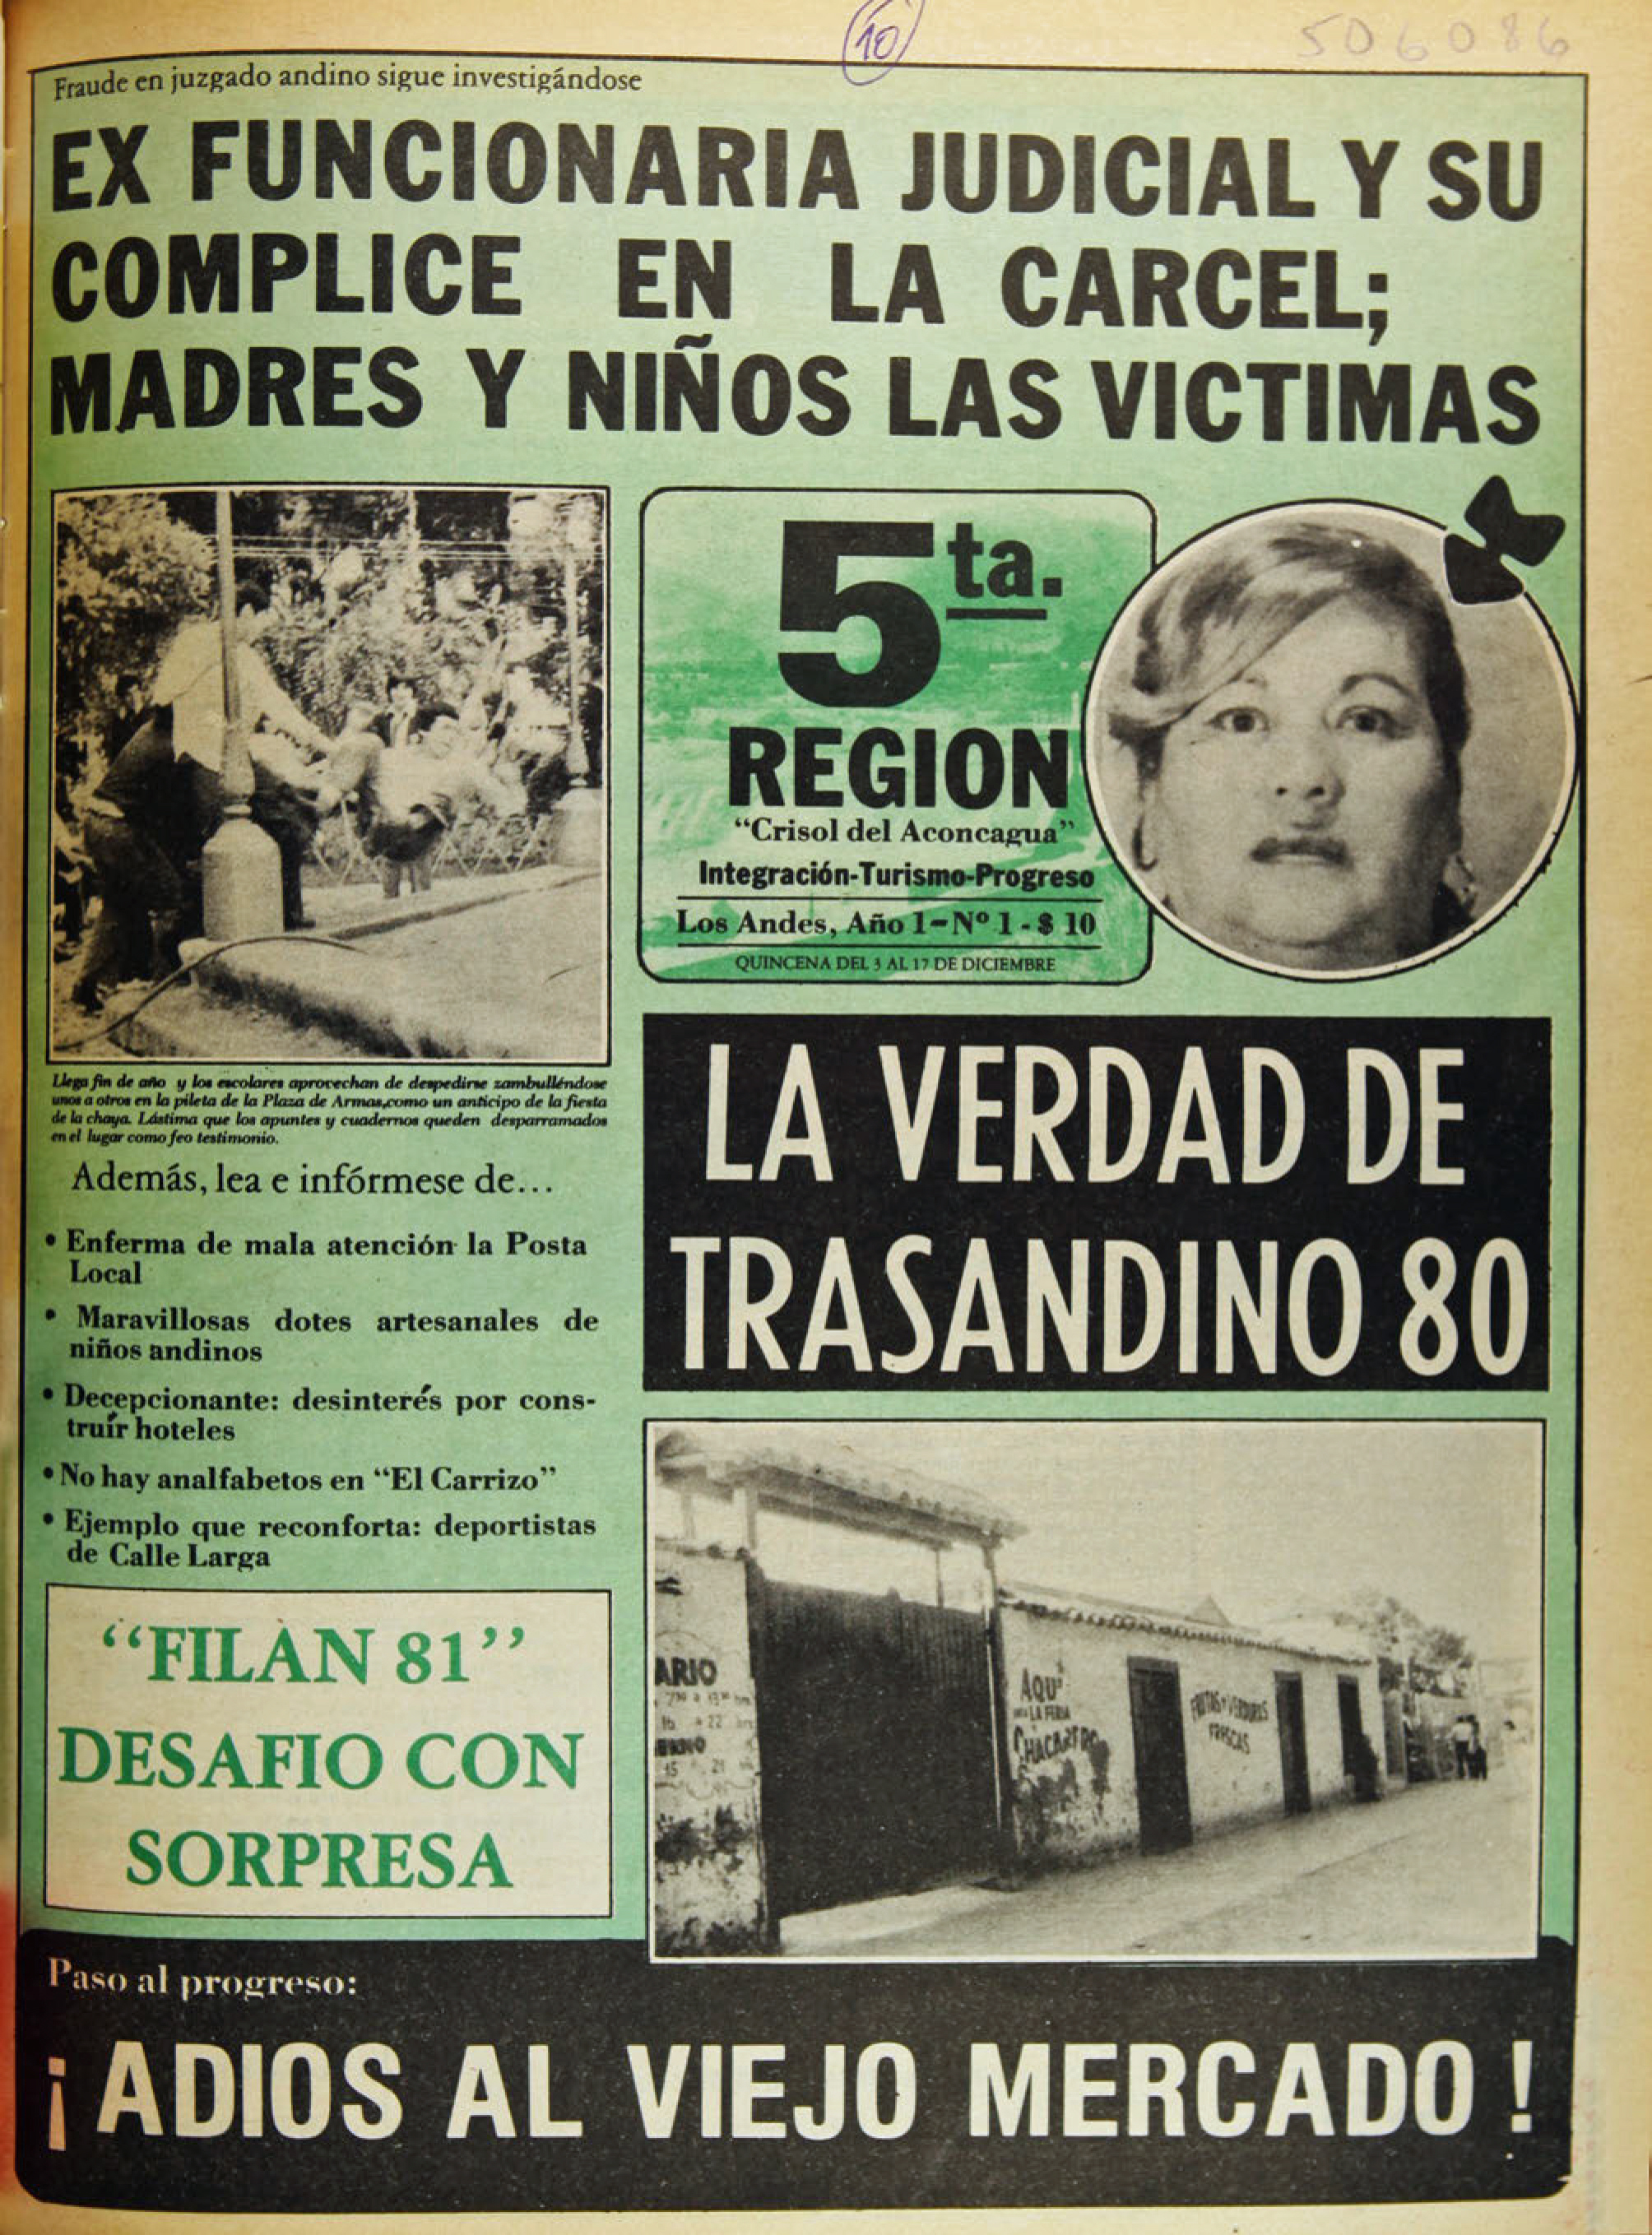 10
506086
Fraude en juzgado andino sigue investigándose
EX FUNCIONARIA JUDICIAL Y SU
COMPLICE EN LA CARCEL;
MADRES Y NIÑOS LAS VICTIMAS
5ta.
REGION
“Crisol del Aconcagua”
Integración-Turismo-Progreso
Los Andes, Año 1-Nº 1 - $ 10
QUINCENA DEL 3 AL 17 DE DICIEMBRE
Llega fin de año y los escolares aprovechan de despedirse zambulléndose
unos a otros en la pileta de la Plaza de Armas,como un anticipo de la fiesta
de la chaya. Lástima que los apuntes y cuadernos queden desparramados
en el lugar como feo testimonio.
Además, lea e infórmese de...
• Enferma de mala atención la Posta
Local
• Maravillosas dotes artesanales de
niños andinos
• Decepcionante: desinterés por cons-
truír hoteles
• No hay analfabetos en “El Carrizo”
• Ejemplo que reconforta: deportistas
de Calle Larga
“FILAN 81”
DESAFIO CON
SORPRESA
LA VERDAD DE
TRASANDINO 80
ARIO
16 a 22
15 21
AQUI
LA FERIA
CHACARERO
FRUTAS Y VERDURES
FRESCAS
Paso al progreso:
¡ADIOS AL VIEJO MERCADO!